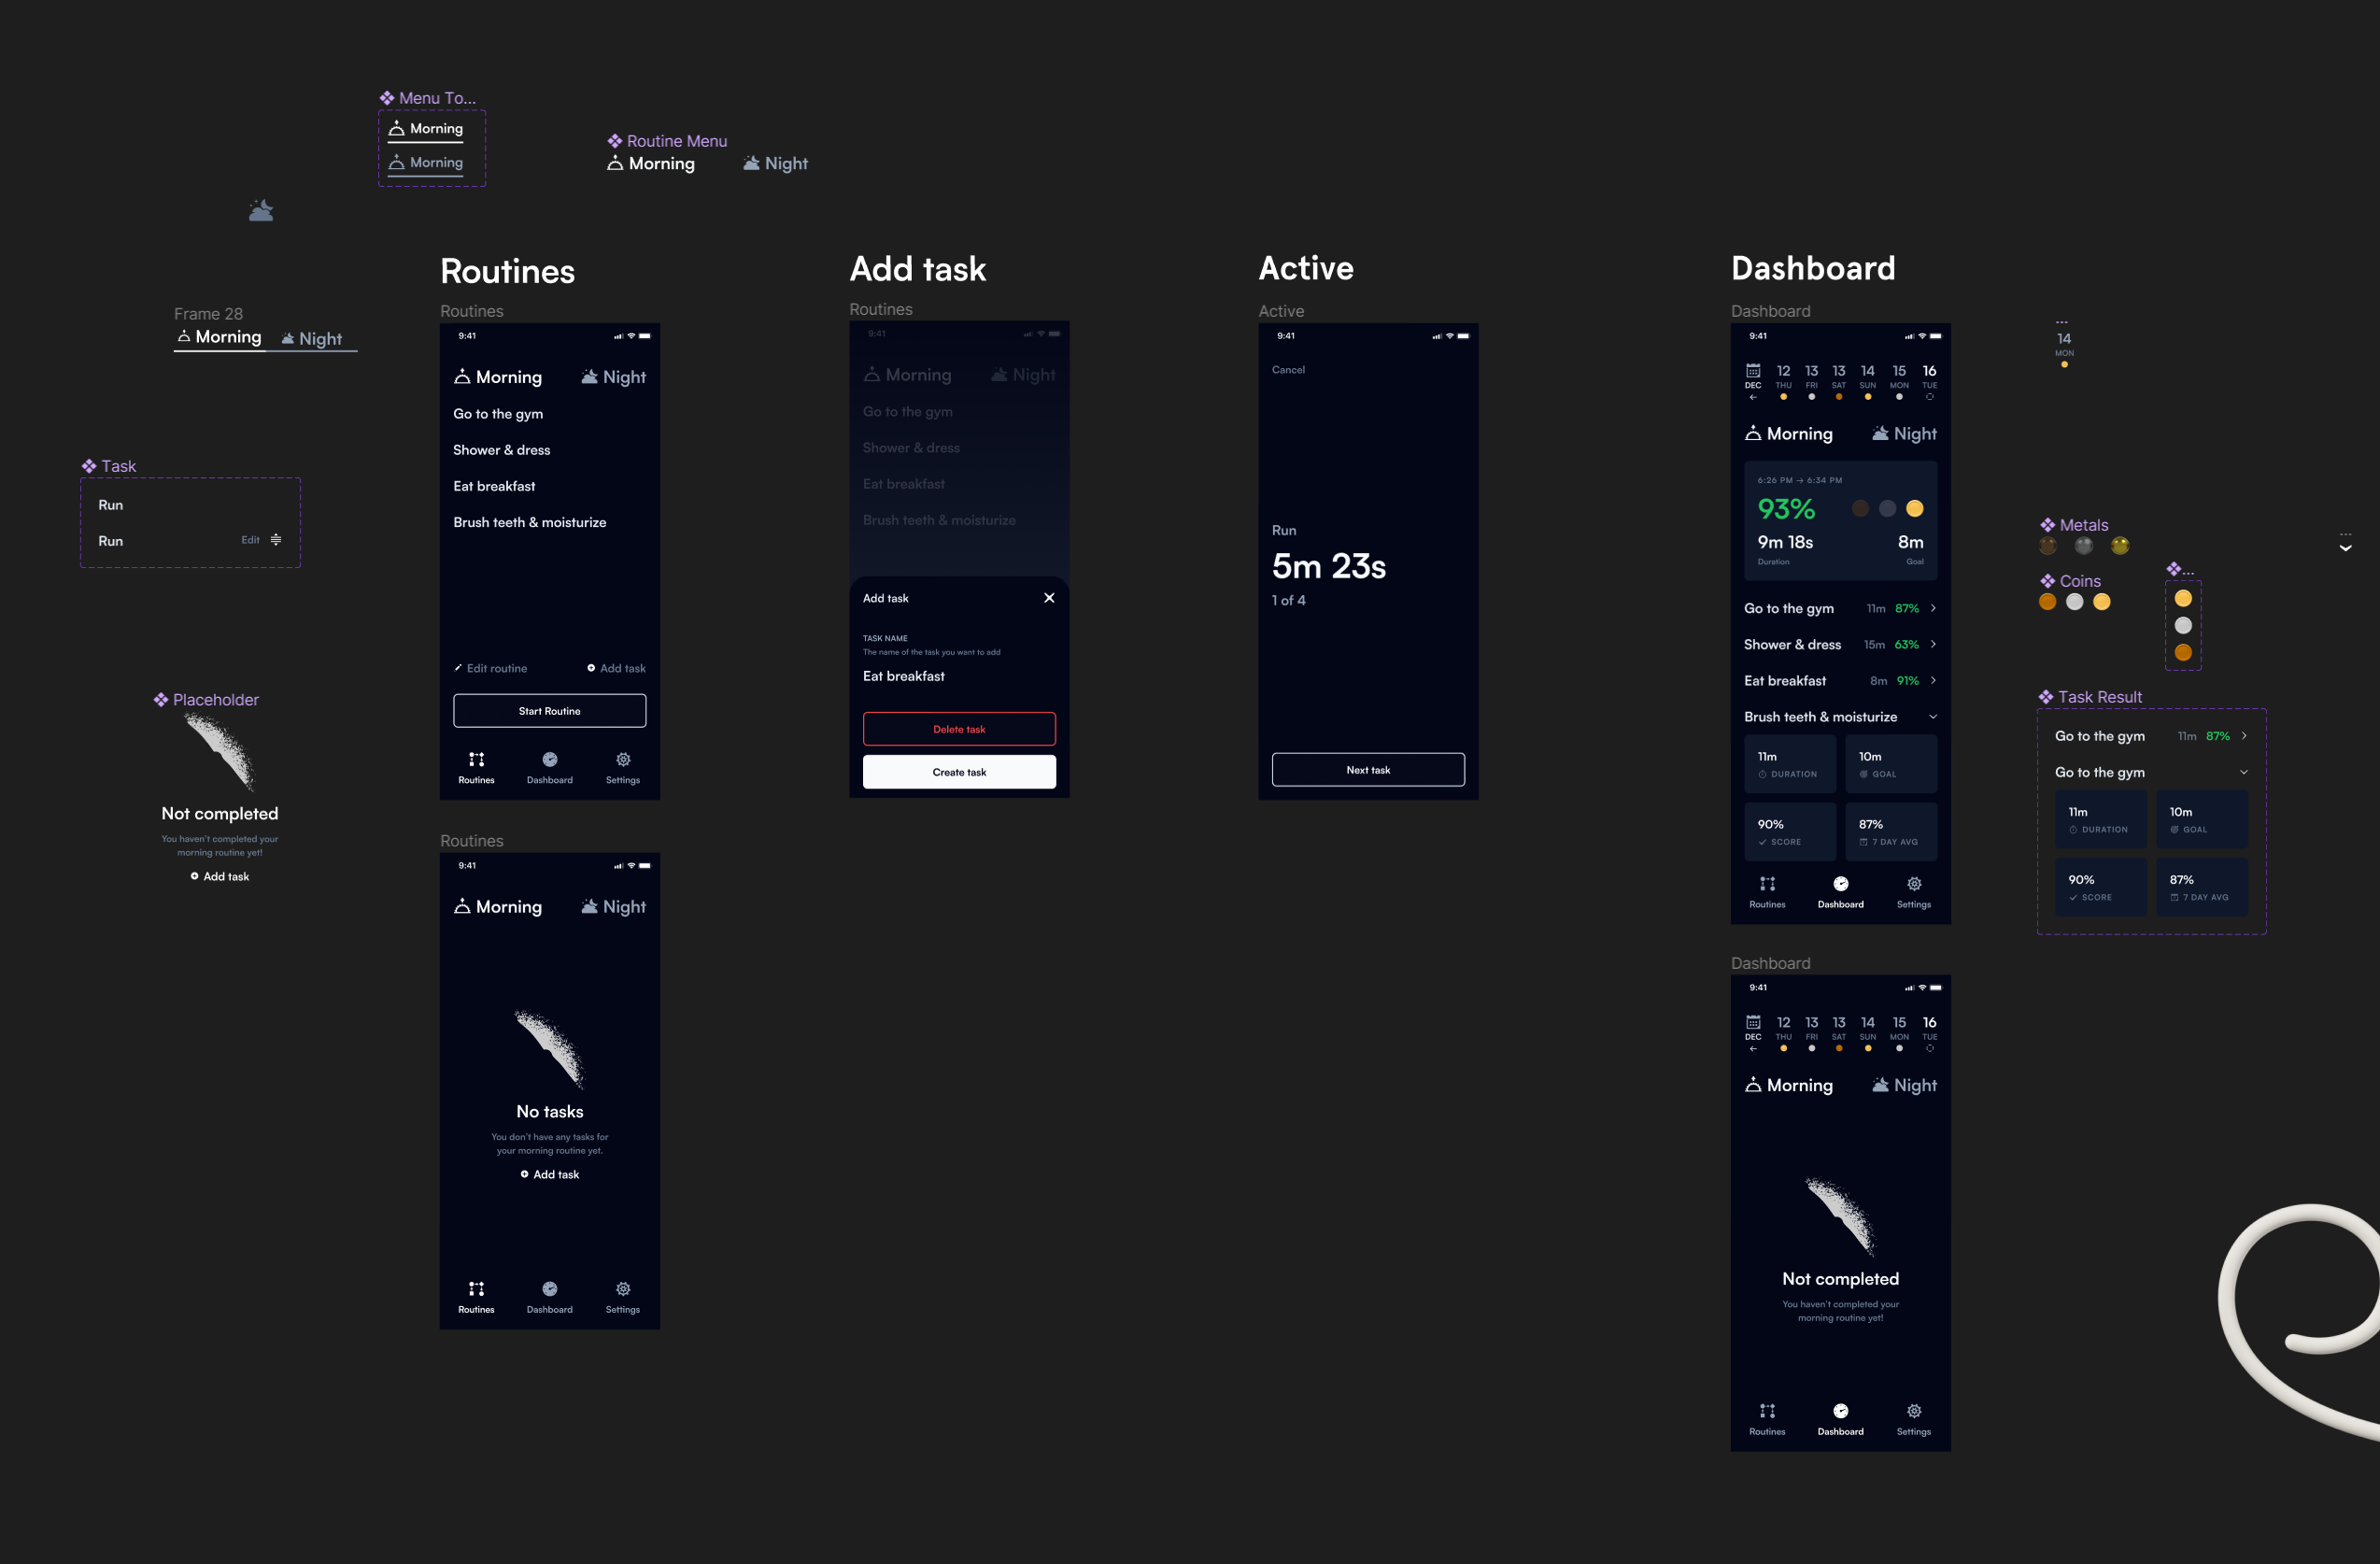 Menu To...
Morning
Morning
Routine Menu
Morning
Night
Frame 28
Morning
Night
Task
Run
Run
Edit
Placeholder
Not completed
You haven't completed your
morning routine yet!
Add task
Routines
Routines
9:41
Morning
Night
Go to the gym
Shower & dress
Eat breakfast
Brush teeth & moisturize
Edit routine
Add task
Start Routine
Routines
Dashboard
Settings
Routines
9:41
Morning
Night
No tasks
You don't have any tasks for
your morning routine yet.
Add task
Routines
Dashboard
Settings
Add task
Routines
9:41
Morning
Night
Go to the gym
Shower & dress
Eat breakfast
Brush teeth & moisturize
Add task
TASK NAME
The name of the task you want to add
Eat breakfast
Delete task
Create task
Active
Active
9:41
Cancel
Run
5m 23s
1 of 4
Next task
Dashboard
Dashboard
9:41
12 13 13 14 15 16
DEC THU FRI SAT SUN MON TUE
Morning
Night
6:26 PM → 6:34 PM
93%
9m 18s
8m
Duration
Goal
Go to the gym 11m 87%
Shower & dress 15m 63%
Eat breakfast 8m 91%
Brush teeth & moisturize
11m
DURATION
10m
GOAL
90%
SCORE
87%
7 DAY AVG
Routines
Dashboard
Settings
Dashboard
9:41
12 13 13 14 15 16
DEC THU FRI SAT SUN MON TUE
Morning
Night
Not completed
You haven't completed your
morning routine yet!
Routines
Dashboard
Settings
...
14
MON
Metals
...
Coins
...
Task Result
Go to the gym 11m 87%
Go to the gym
11m
DURATION
10m
GOAL
90%
SCORE
87%
7 DAY AVG